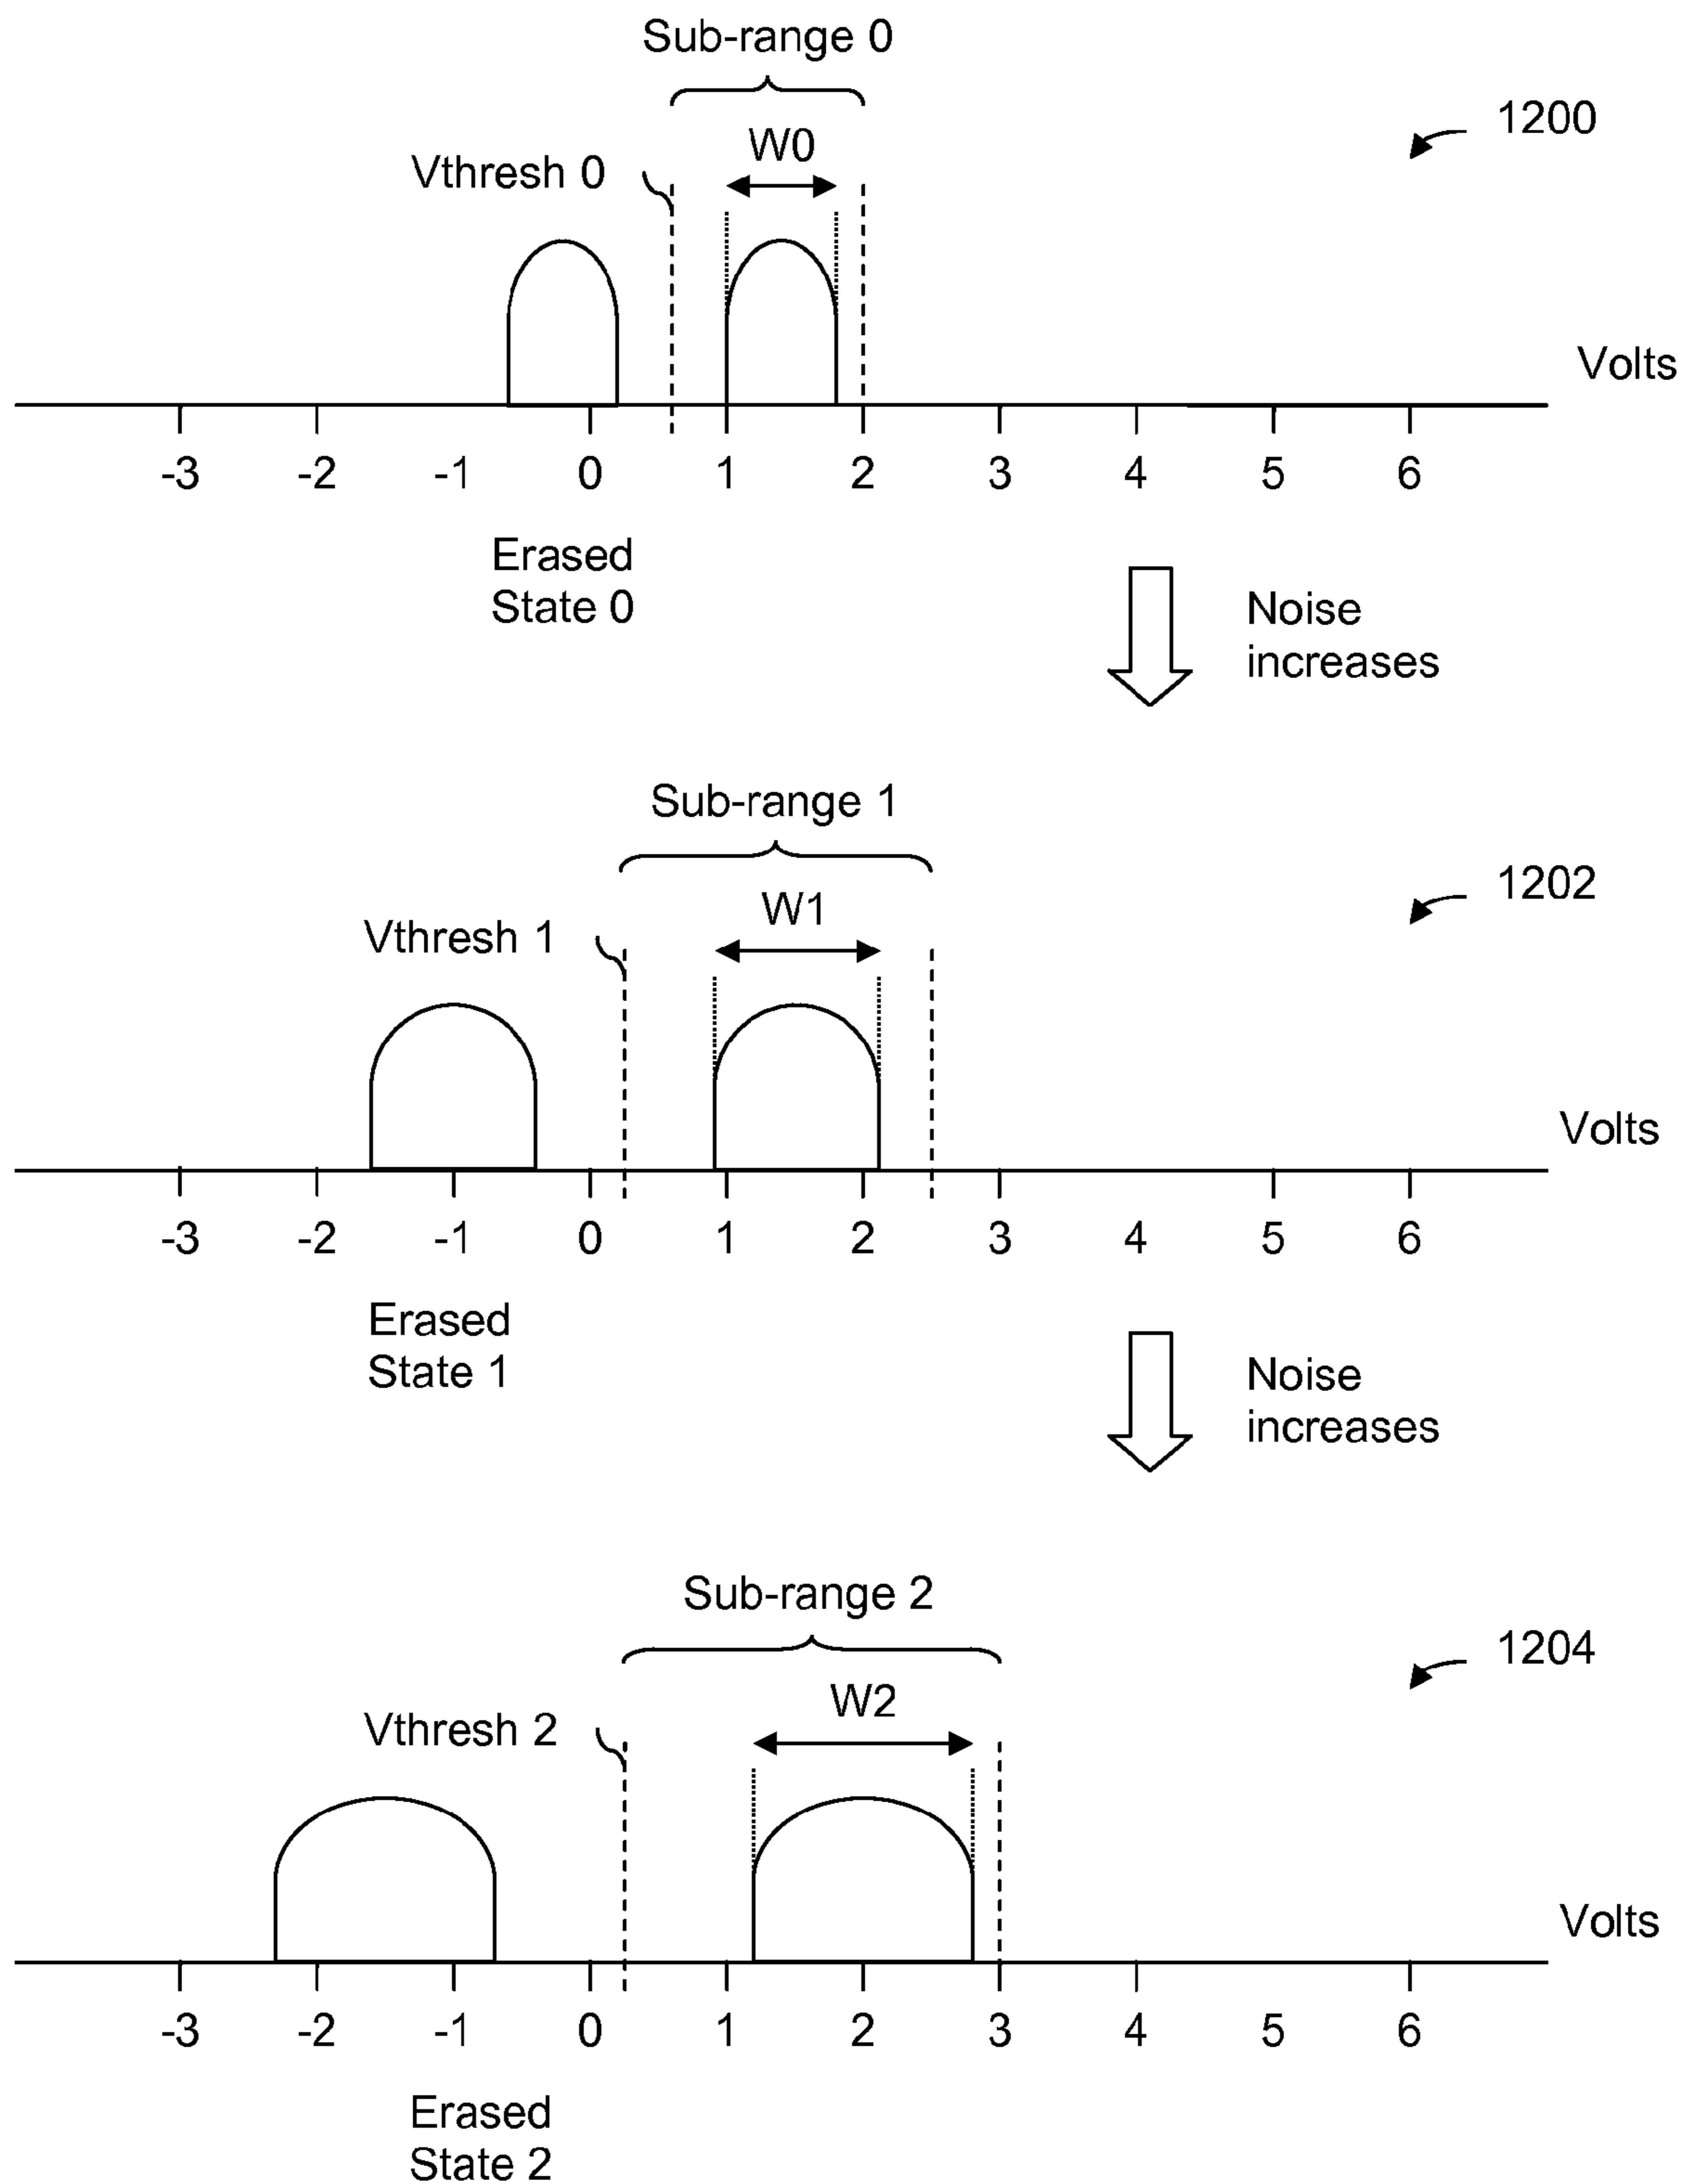 Sub-range 0
1200
W0
Vthresh 0
Volts
-3 -2 -1 0 1 2 3 4 5 6
Erased
State 0
Noise
increases
Sub-range 1
1202
W1
Vthresh 1
Volts
-3 -2 -1 0 1 2 3 4 5 6
Erased
State 1
Noise
increases
Sub-range 2
1204
W2
Vthresh 2
Volts
-3 -2 -1 0 1 2 3 4 5 6
Erased
State 2